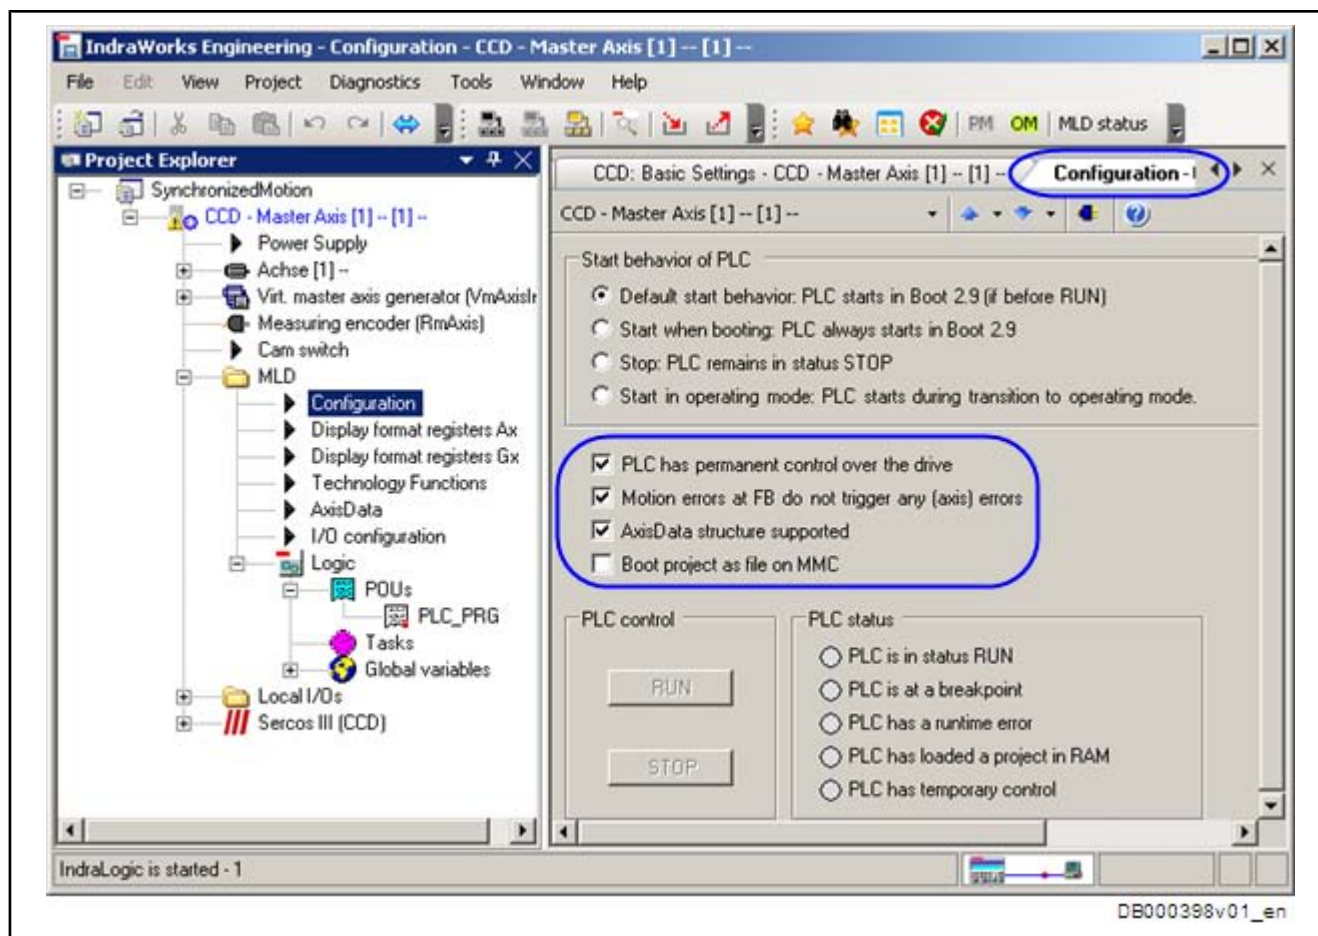 IndraWorks Engineering - Configuration - CCD - Master Axis [1] -- [1] --
File Edit View Project Diagnostics Tools Window Help
PM OM MLD status
Project Explorer
SynchronizedMotion
CCD - Master Axis [1] -- [1] --
Power Supply
Achse [1] --
Virt. master axis generator (VmAxisIr
Measuring encoder (RmAxis)
Cam switch
MLD
Configuration
Display format registers Ax
Display format registers Gx
Technology Functions
AxisData
I/O configuration
Logic
POUs
PLC_PRG
Tasks
Global variables
Local I/Os
Sercos III (CCD)
CCD: Basic Settings - CCD - Master Axis [1] -- [1] --
Configuration -
CCD - Master Axis [1] -- [1] --
Start behavior of PLC
Default start behavior: PLC starts in Boot 2.9 (if before RUN)
Start when booting: PLC always starts in Boot 2.9
Stop: PLC remains in status STOP
Start in operating mode: PLC starts during transition to operating mode.
PLC has permanent control over the drive
Motion errors at FB do not trigger any (axis) errors
AxisData structure supported
Boot project as file on MMC
PLC control
RUN
STOP
PLC status
PLC is in status RUN
PLC is at a breakpoint
PLC has a runtime error
PLC has loaded a project in RAM
PLC has temporary control
IndraLogic is started - 1
DB000398v01_en